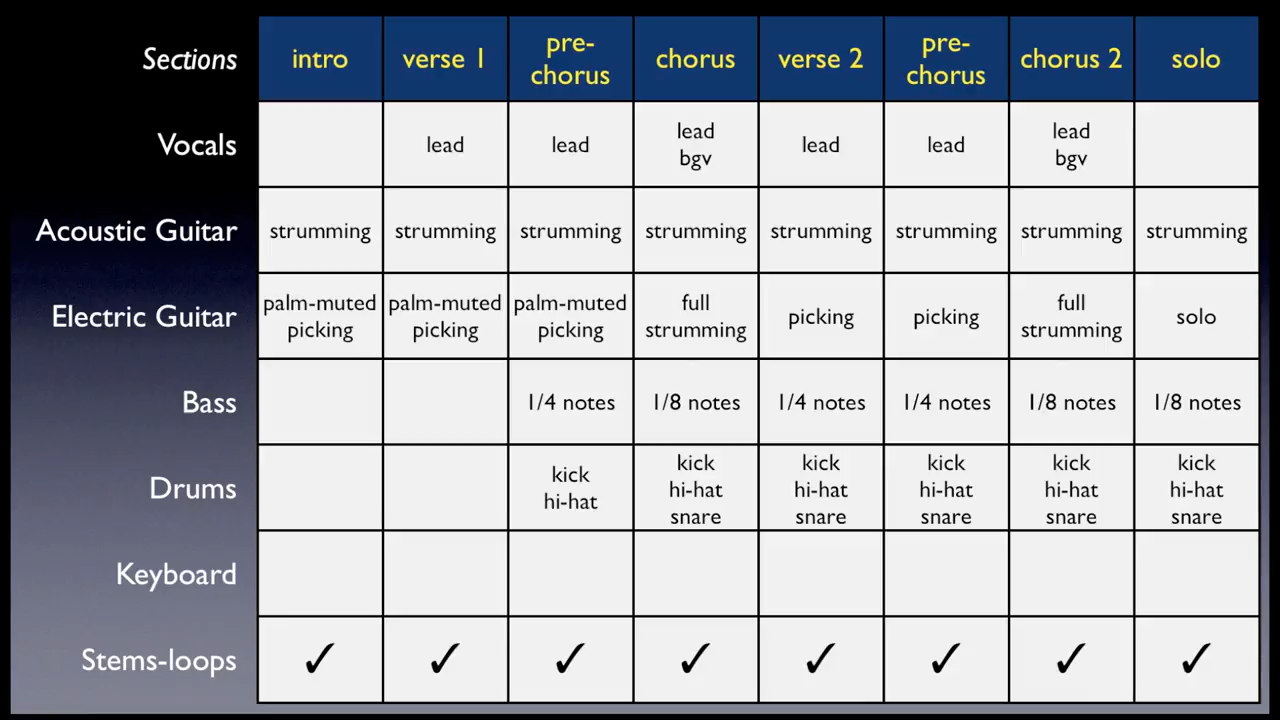 Sections intro verse 1 pre-chorus chorus verse 2 pre-chorus chorus 2 solo
Vocals lead lead lead bgv lead lead lead bgv
Acoustic Guitar strumming strumming strumming strumming strumming strumming strumming strumming
Electric Guitar palm-muted picking palm-muted picking palm-muted picking full strumming picking picking full strumming solo
Bass 1/4 notes 1/8 notes 1/4 notes 1/4 notes 1/8 notes 1/8 notes
Drums kick hi-hat kick hi-hat snare kick hi-hat snare kick hi-hat snare kick hi-hat snare kick hi-hat snare
Keyboard
Stems-loops ✓ ✓ ✓ ✓ ✓ ✓ ✓ ✓